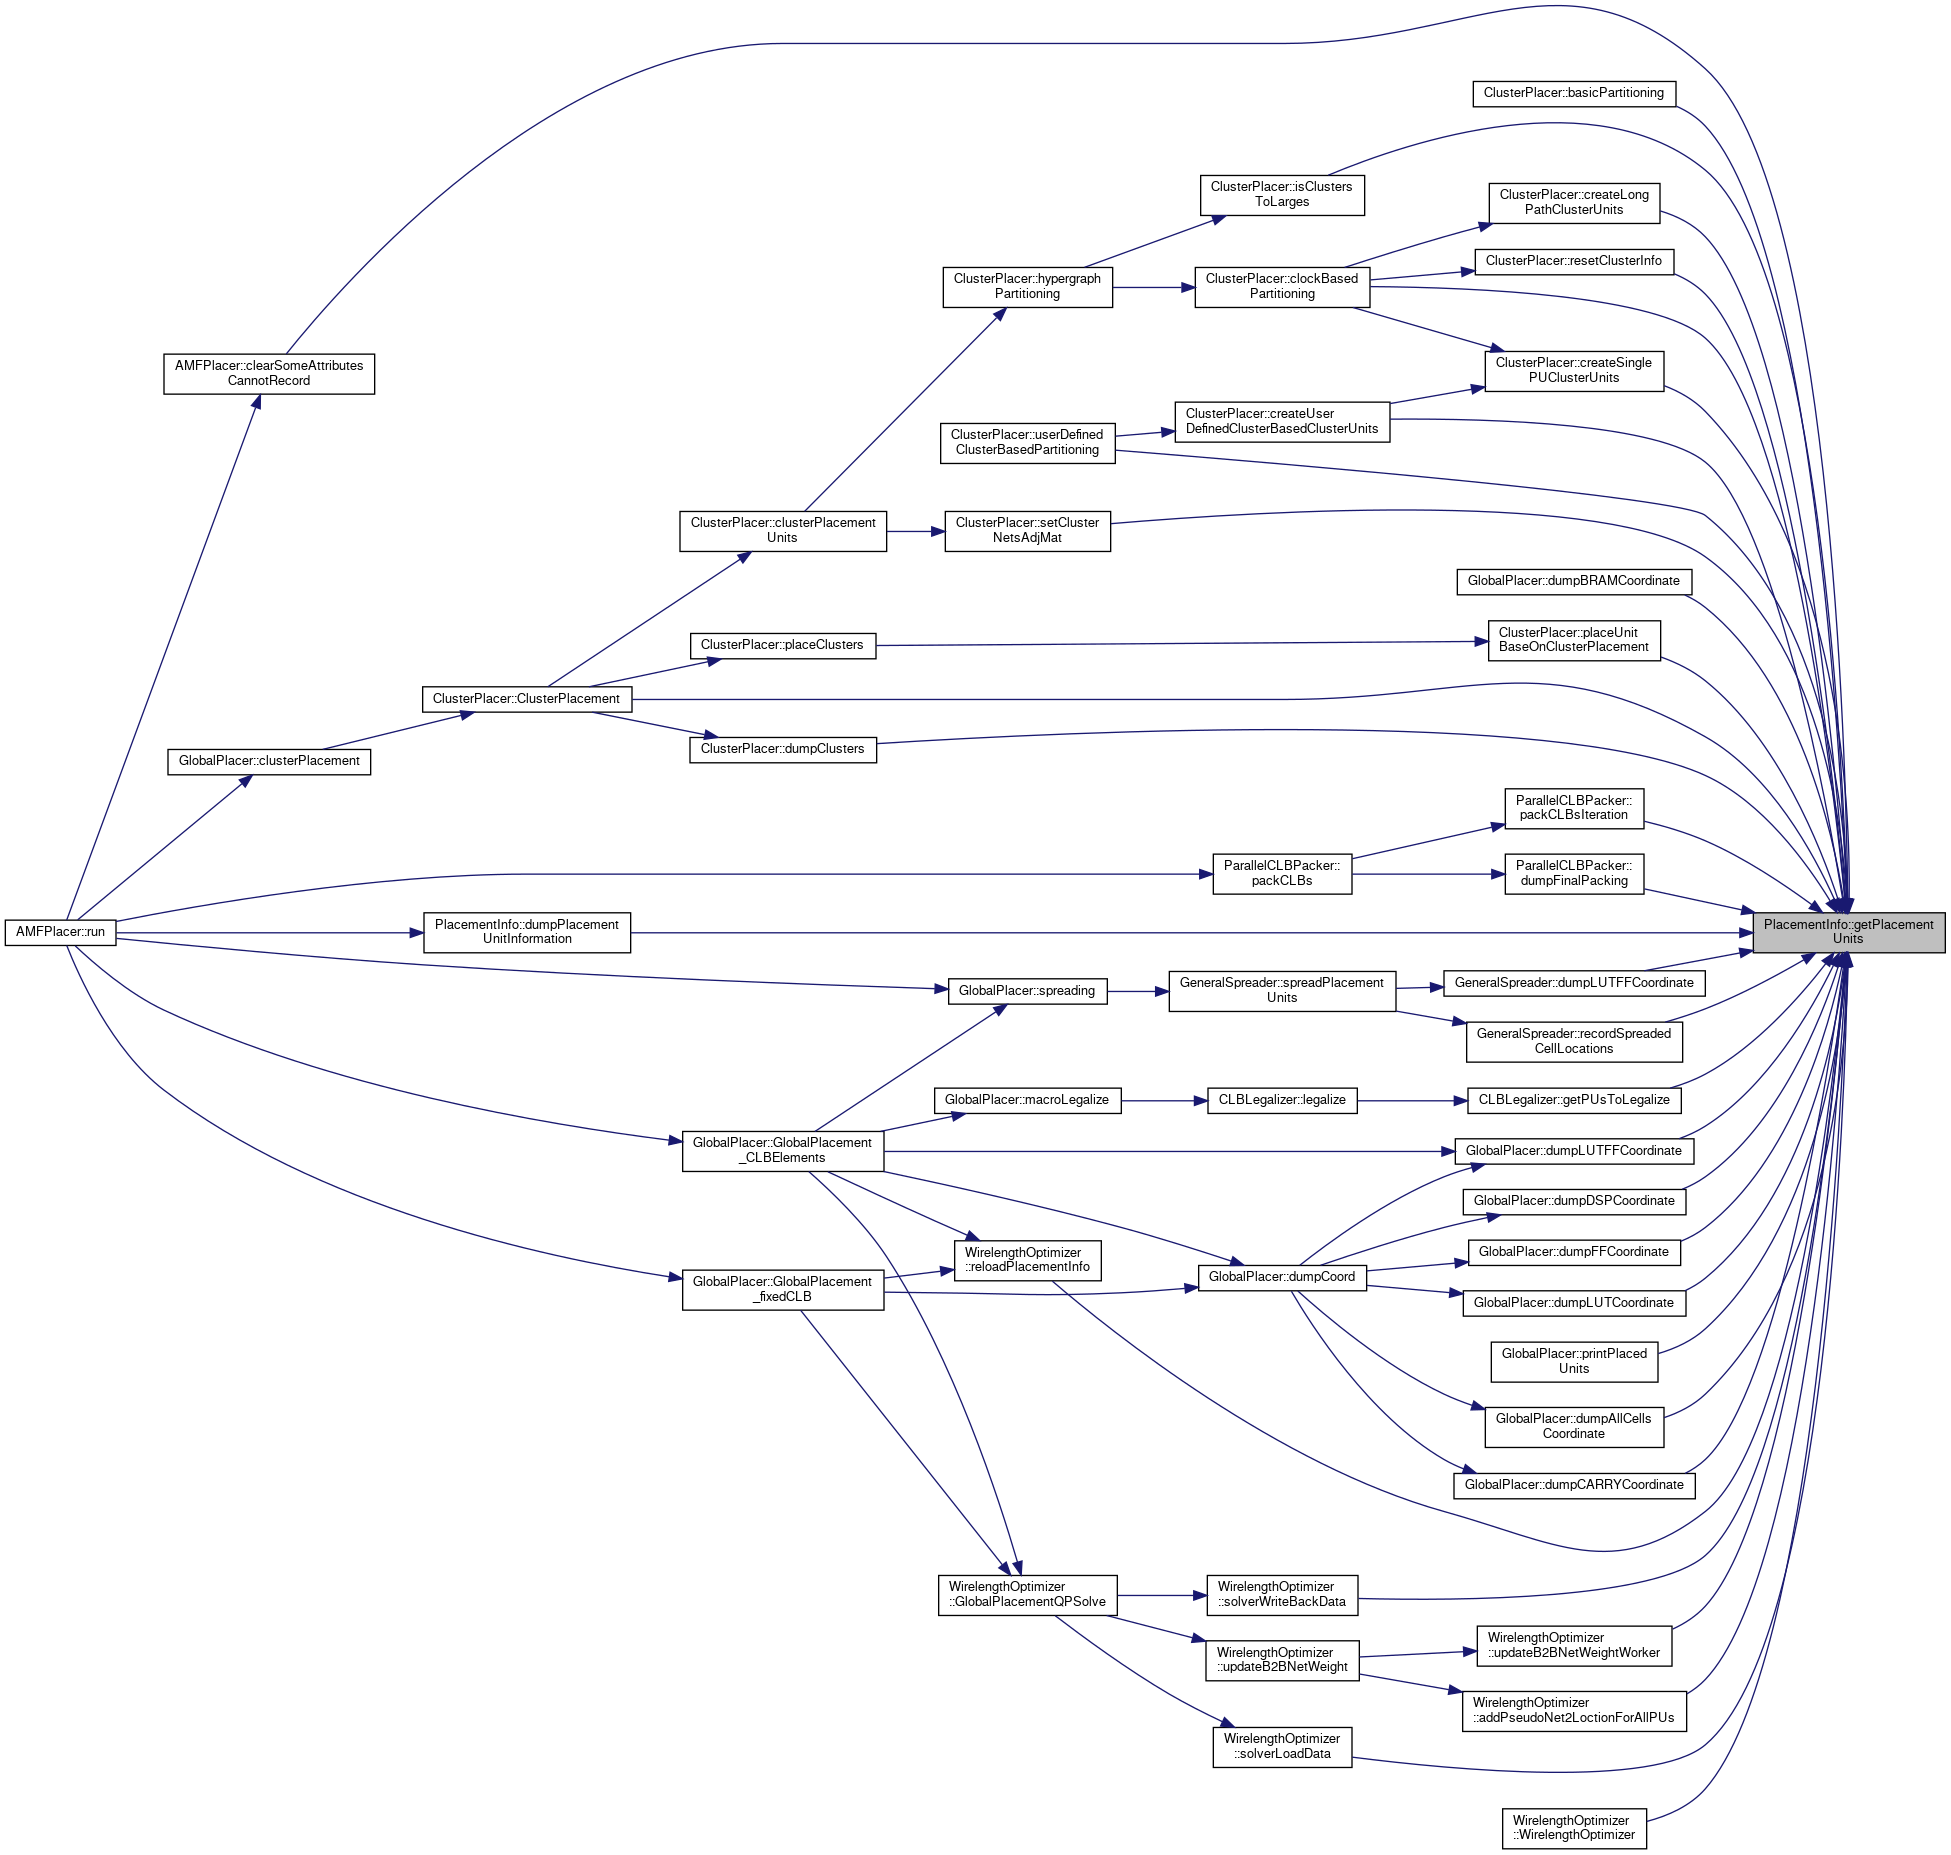 ClusterPlacer::basicPartitioning
ClusterPlacer::isClusters
ToLarges
ClusterPlacer::createLong
PathClusterUnits
ClusterPlacer::resetClusterInfo
ClusterPlacer::hypergraph
Partitioning
ClusterPlacer::clockBased
Partitioning
AMFPlacer::clearSomeAttributes
CannotRecord
ClusterPlacer::createSingle
PUClusterUnits
ClusterPlacer::createUser
DefinedClusterBasedClusterUnits
ClusterPlacer::userDefined
ClusterBasedPartitioning
ClusterPlacer::clusterPlacement
Units
ClusterPlacer::setCluster
NetsAdjMat
GlobalPlacer::dumpBRAMCoordinate
ClusterPlacer::placeClusters
ClusterPlacer::placeUnit
BaseOnClusterPlacement
ClusterPlacer::ClusterPlacement
ClusterPlacer::dumpClusters
GlobalPlacer::clusterPlacement
ParallelCLBPacker::
packCLBsIteration
ParallelCLBPacker::
packCLBs
ParallelCLBPacker::
dumpFinalPacking
AMFPlacer::run
PlacementInfo::dumpPlacement
UnitInformation
PlacementInfo::getPlacement
Units
GlobalPlacer::spreading
GeneralSpreader::spreadPlacement
Units
GeneralSpreader::dumpLUTFFCoordinate
GeneralSpreader::recordSpreaded
CellLocations
GlobalPlacer::macroLegalize
CLBLegalizer::legalize
CLBLegalizer::getPUsToLegalize
GlobalPlacer::GlobalPlacement
_CLBElements
GlobalPlacer::dumpLUTFFCoordinate
GlobalPlacer::dumpDSPCoordinate
WirelengthOptimizer
::reloadPlacementInfo
GlobalPlacer::dumpFFCoordinate
GlobalPlacer::GlobalPlacement
_fixedCLB
GlobalPlacer::dumpCoord
GlobalPlacer::dumpLUTCoordinate
GlobalPlacer::printPlaced
Units
GlobalPlacer::dumpAllCells
Coordinate
GlobalPlacer::dumpCARRYCoordinate
WirelengthOptimizer
::GlobalPlacementQPSolve
WirelengthOptimizer
::solverWriteBackData
WirelengthOptimizer
::updateB2BNetWeight
WirelengthOptimizer
::updateB2BNetWeightWorker
WirelengthOptimizer
::addPseudoNet2LoctionForAllPUs
WirelengthOptimizer
::solverLoadData
WirelengthOptimizer
::WirelengthOptimizer